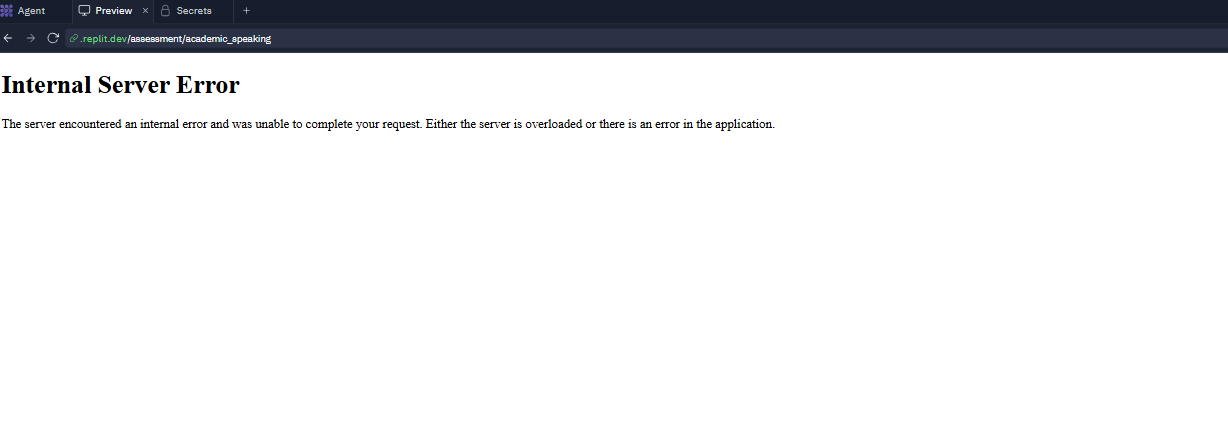 Agent Preview × Secrets +
.replit.dev/assessment/academic_speaking
Internal Server Error
The server encountered an internal error and was unable to complete your request. Either the server is overloaded or there is an error in the application.